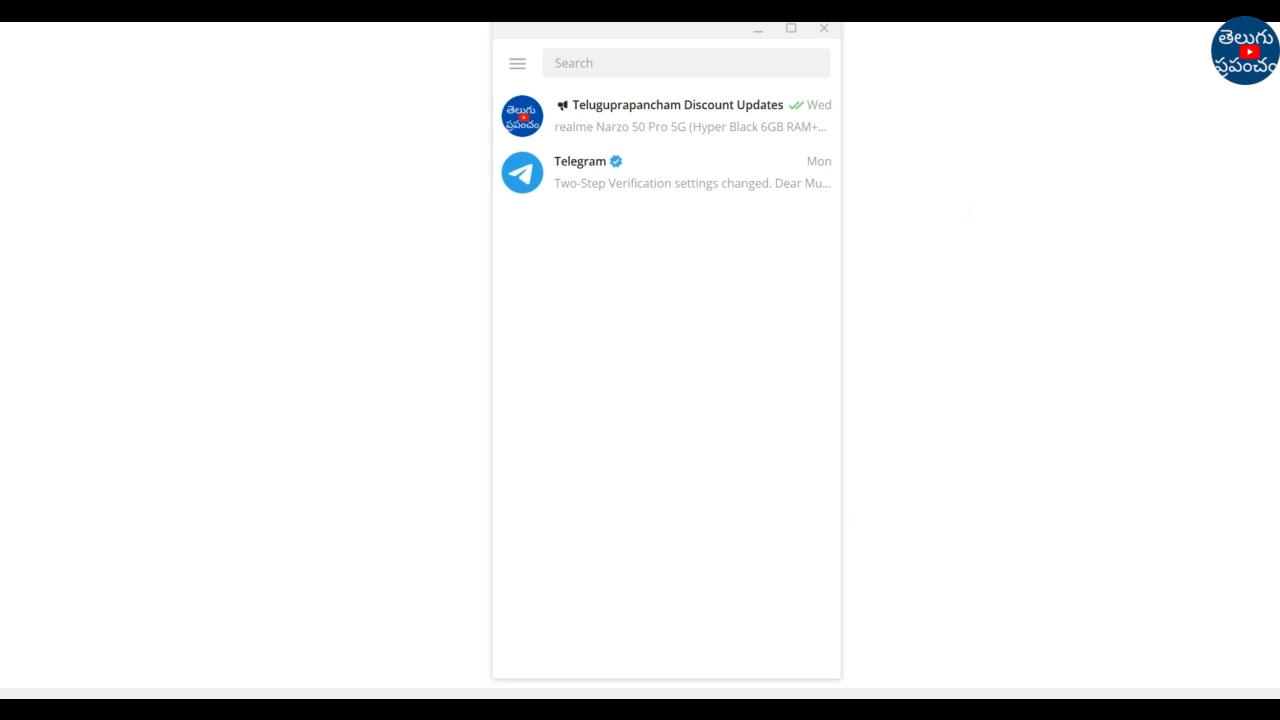 తెలుగు
ప్రపంచం
Search
తెలుగు
ప్రపంచం
Teluguprapancham Discount Updates Wed
realme Narzo 50 Pro 5G (Hyper Black 6GB RAM+...
Telegram Mon
Two-Step Verification settings changed. Dear Mu...